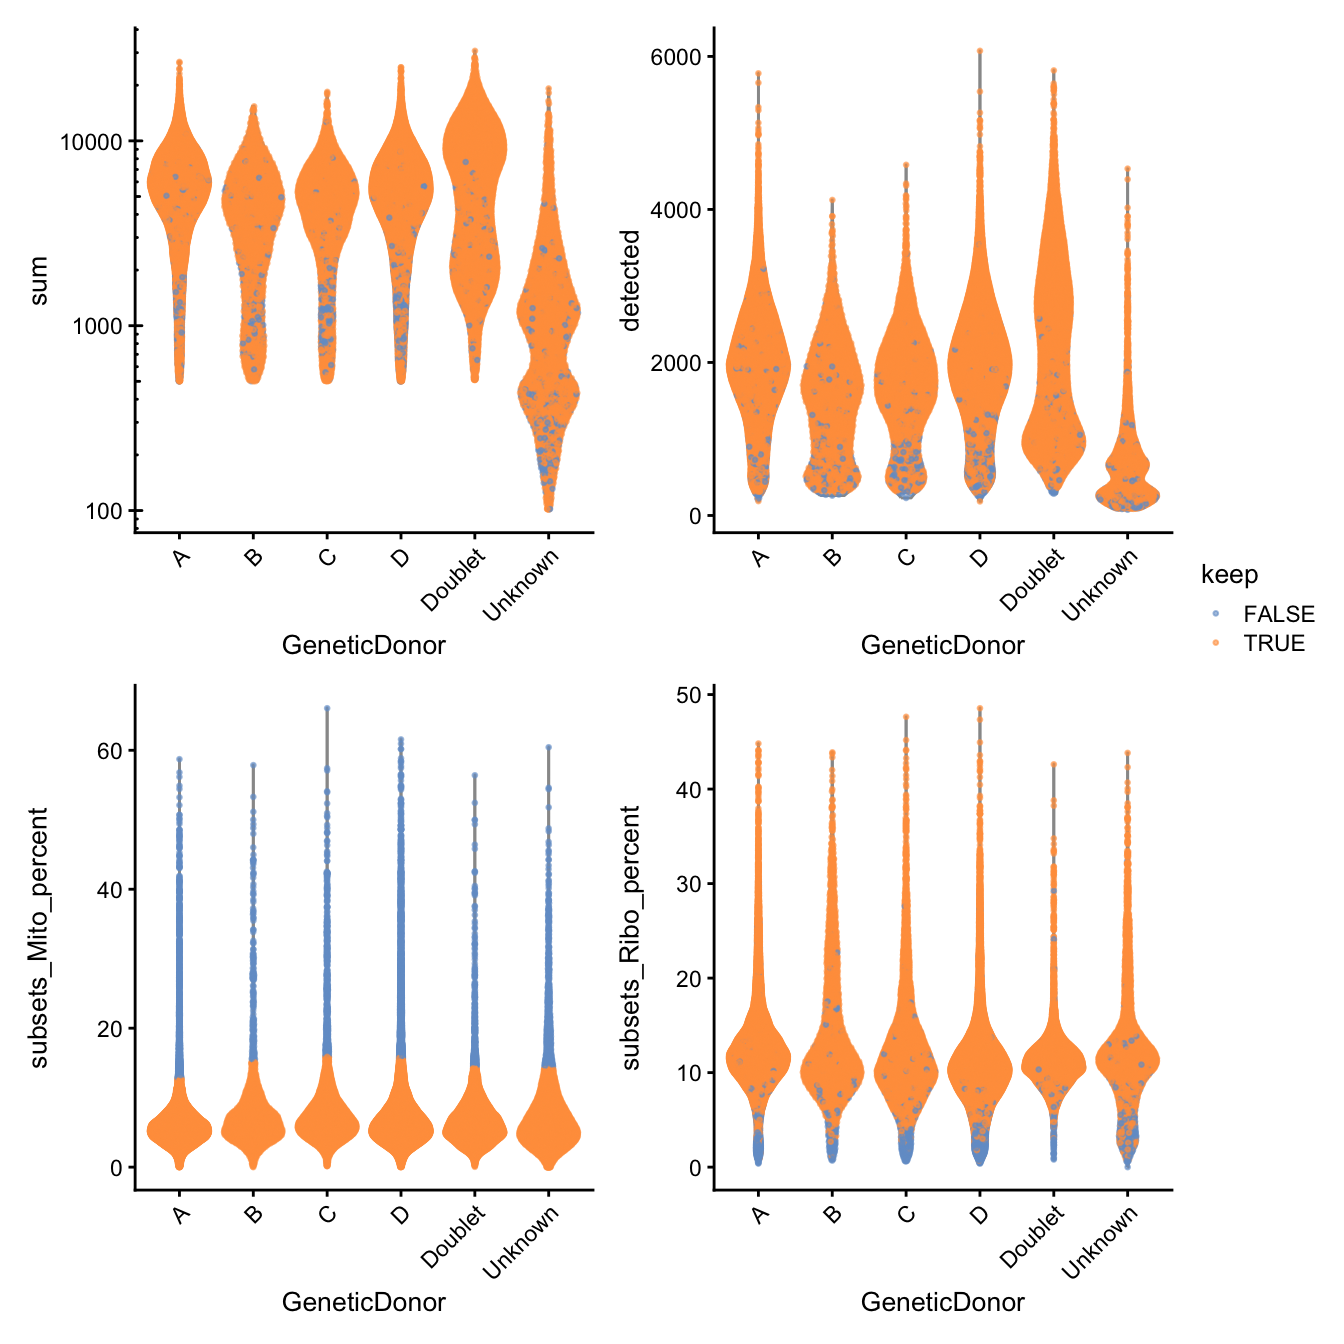 sum
10000
1000
100
A
B
C
D
Doublet
Unknown
GeneticDonor
detected
6000
4000
2000
0
A
B
C
D
Doublet
Unknown
GeneticDonor
keep
FALSE
TRUE
subsets_Mito_percent
60
40
20
0
A
B
C
D
Doublet
Unknown
GeneticDonor
subsets_Ribo_percent
50
40
30
20
10
0
A
B
C
D
Doublet
Unknown
GeneticDonor